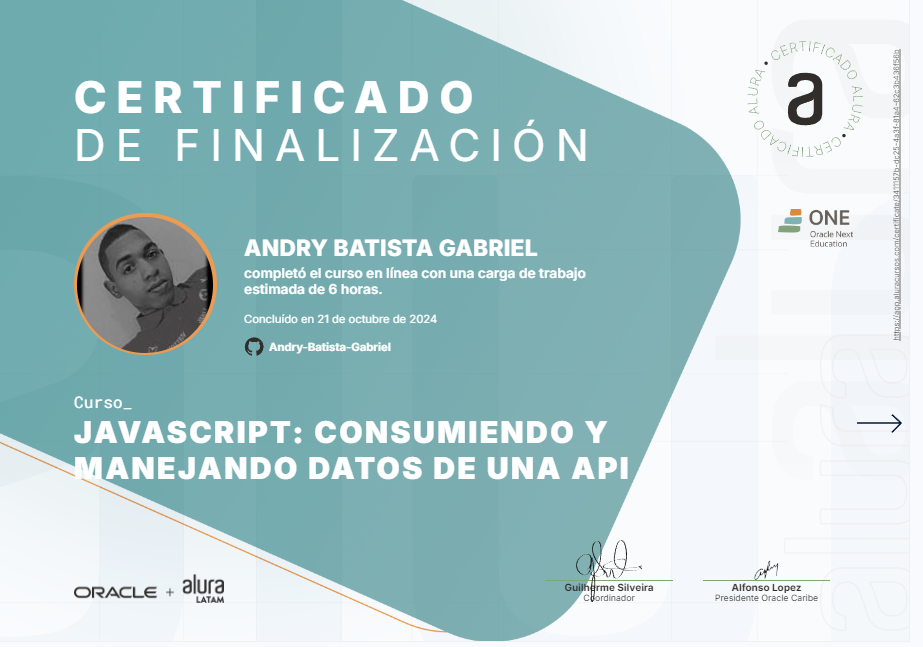 CERTIFICADO
DE FINALIZACIÓN
CERTIFICADO ALURA • CERTIFICADO ALURA •
a
ONE
Oracle Next
Education
ANDRY BATISTA GABRIEL
completó el curso en línea con una carga de trabajo
estimada de 6 horas.
Concluído en 21 de octubre de 2024
Andry-Batista-Gabriel
Curso_
JAVASCRIPT: CONSUMIENDO Y
MANEJANDO DATOS DE UNA API
ORACLE + alura
LATAM
Guilherme Silveira
Coordinador
Alfonso Lopez
Presidente Oracle Caribe
alura